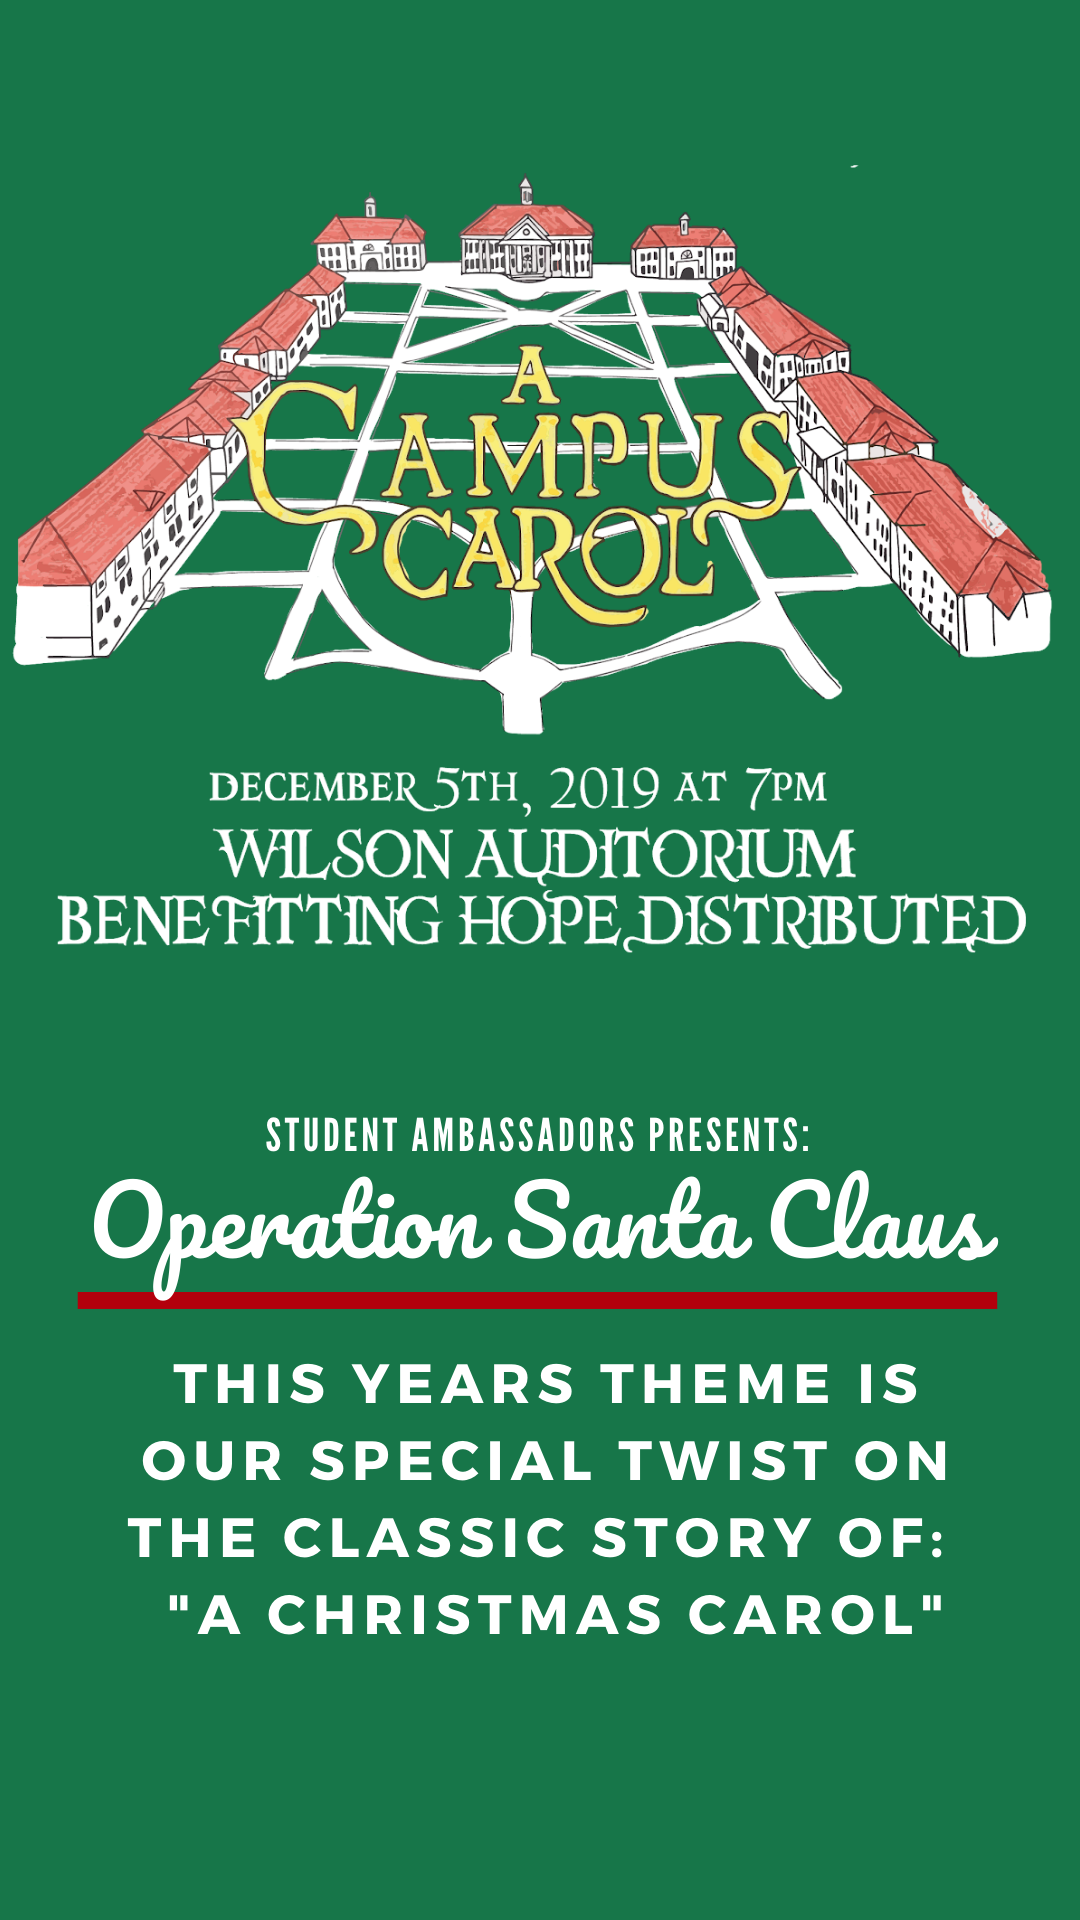 A
CAMPUS
CAROL
DECEMBER 5TH, 2019 AT 7PM
WILSON AUDITORIUM
BENEFITTING HOPE DISTRIBUTED
STUDENT AMBASSADORS PRESENTS:
Operation Santa Claus
THIS YEARS THEME IS
OUR SPECIAL TWIST ON
THE CLASSIC STORY OF:
"A CHRISTMAS CAROL"